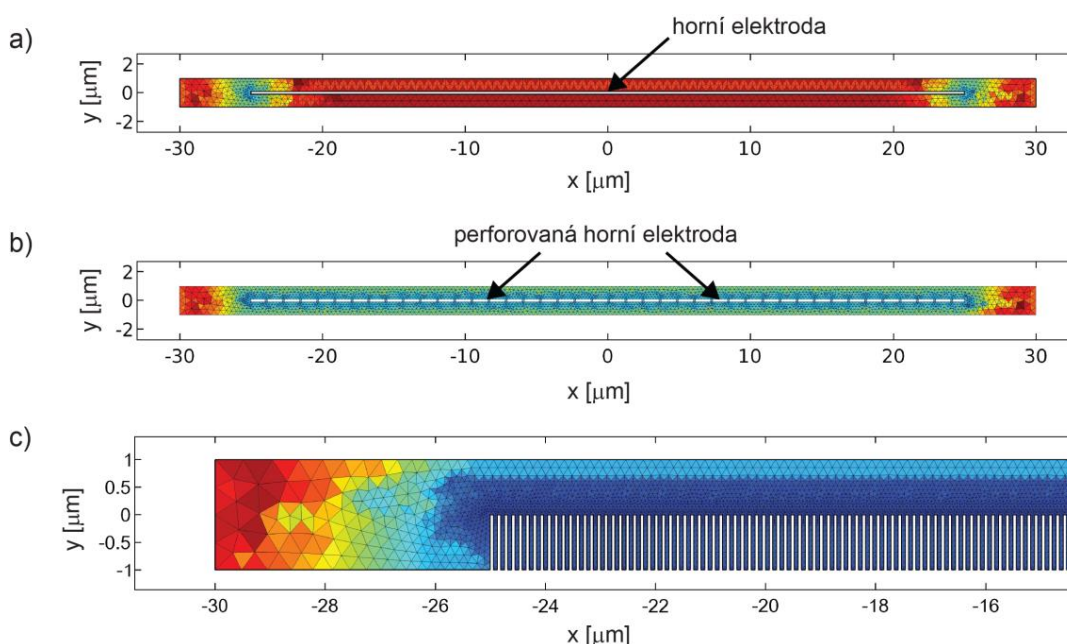 a)
horní elektroda
y [μm]
2
0
-2
-30 -20 -10 0 10 20 30
x [μm]
b)
perforovaná horní elektroda
y [μm]
2
0
-2
-30 -20 -10 0 10 20 30
x [μm]
c)
y [μm]
1
0.5
0
-0.5
-1
-30 -28 -26 -24 -22 -20 -18 -16
x [μm]